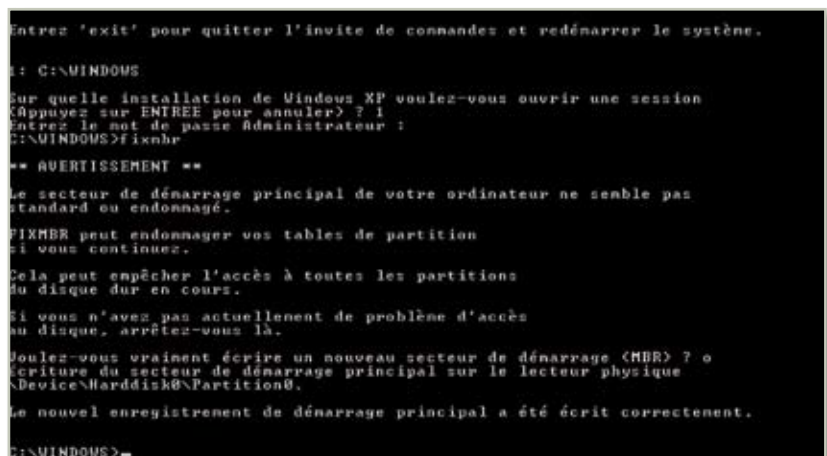 Entrez 'exit' pour quitter l'invite de commandes et redémarrer le système.
1: C:\WINDOWS
Sur quelle installation de Windows XP voulez-vous ouvrir une session
(Appuyez sur ENTREE pour annuler) ? 1
Entrez le mot de passe Administrateur :
C:\WINDOWS>fixmbr
** AVERTISSEMENT **
Le secteur de démarrage principal de votre ordinateur ne semble pas
standard ou endommagé.
FIXMBR peut endommager vos tables de partition
si vous continuez.
Cela peut empêcher l'accès à toutes les partitions
du disque dur en cours.
Si vous n'avez pas actuellement de problème d'accès
au disque, arrêtez-vous là.
Voulez-vous vraiment écrire un nouveau secteur de démarrage (MBR) ? o
Écriture du secteur de démarrage principal sur le lecteur physique
\Device\Harddisk0\Partition0.
Le nouvel enregistrement de démarrage principal a été écrit correctement.
C:\WINDOWS>_